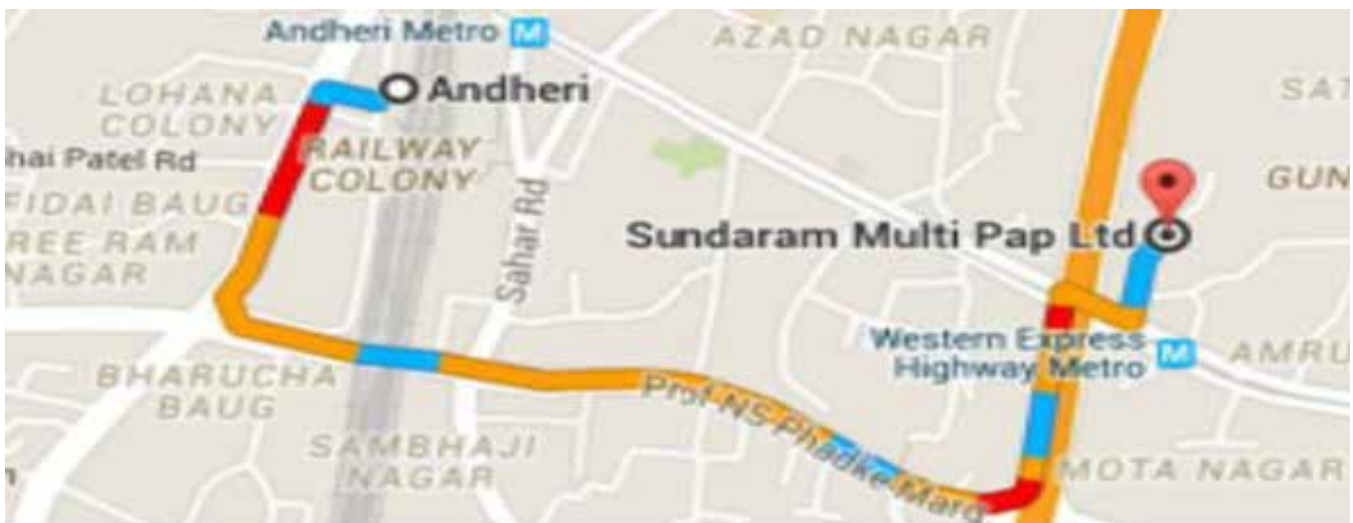 Andheri Metro M
AZAD NAGAR
LOHANA
COLONY
Andheri
SAT
hai Patel Rd
RAILWAY
COLONY
GUN
FIDAI BAUG
REE RAM
NAGAR
Sahar Rd
Sundaram Multi Pap Ltd
Western Express
Highway Metro M
AMRU
BHARUCHA
BAUG
Prof NS Phadke Marg
SAMBHAJI
NAGAR
MOTA NAGAR